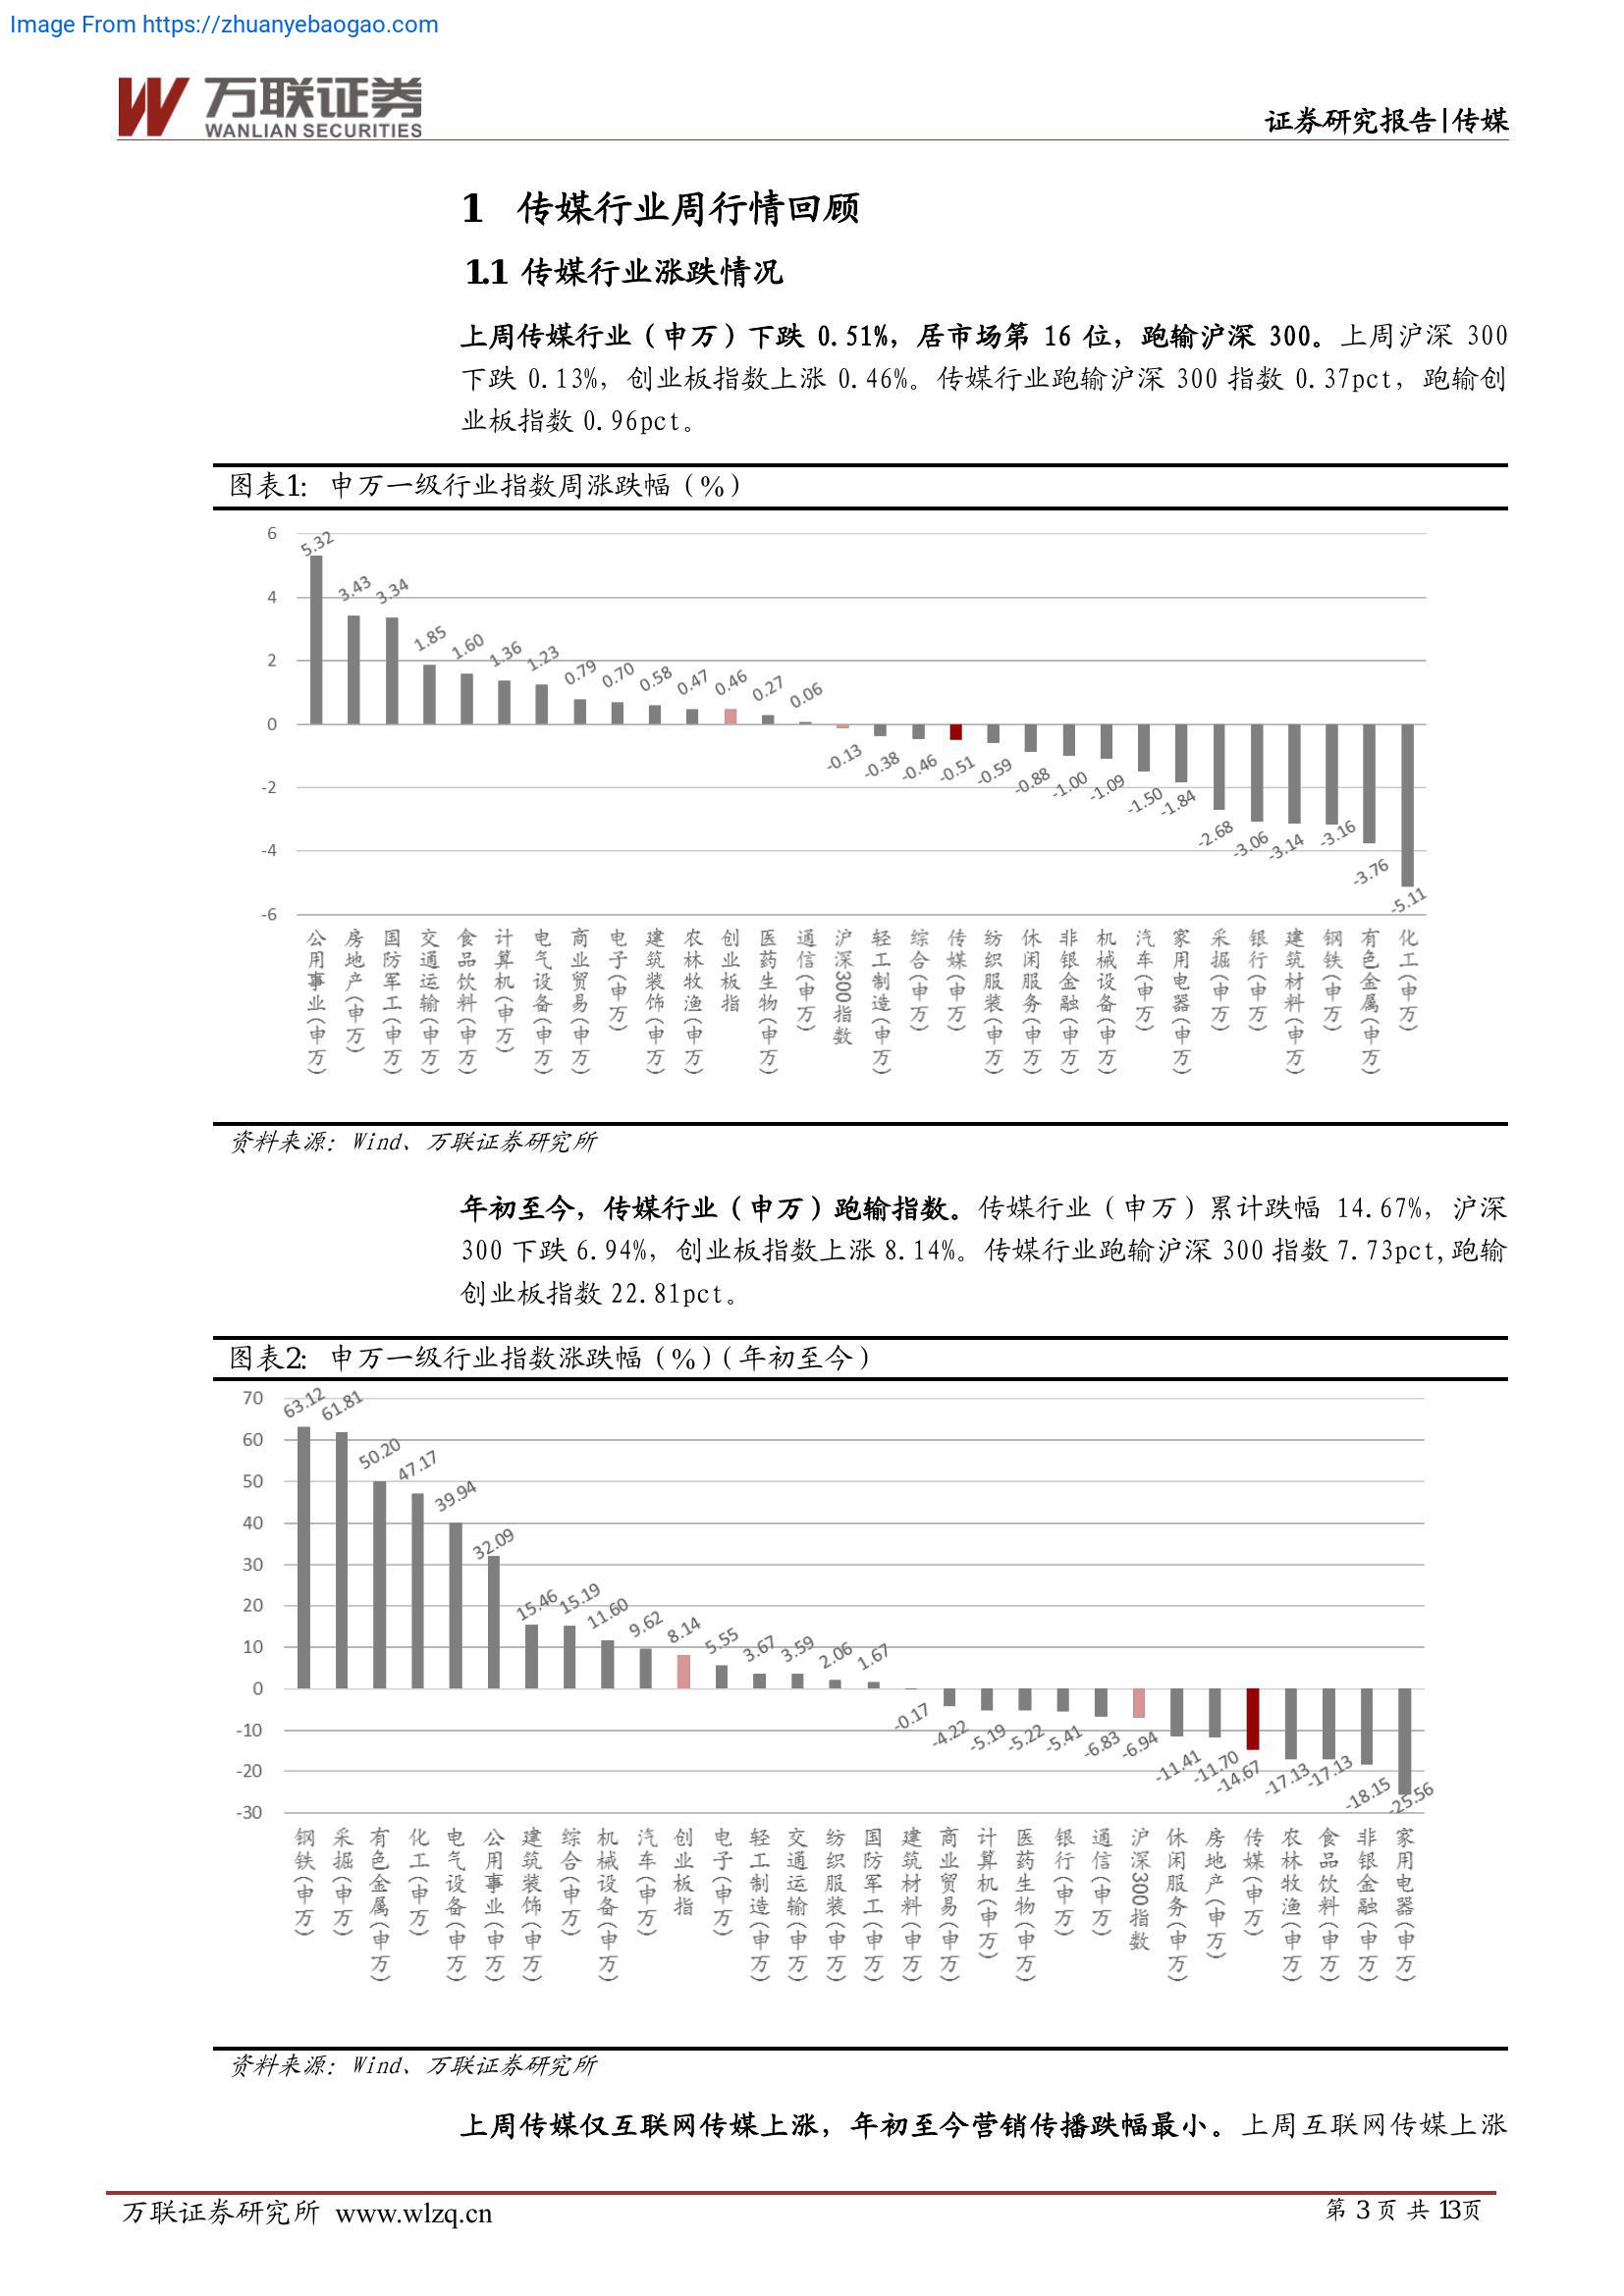 Image From https://zhuanyebaogao.com
万联证券
WANLIAN SECURITIES
证券研究报告|传媒
1 传媒行业周行情回顾
1.1 传媒行业涨跌情况
上周传媒行业（申万）下跌 0.51%，居市场第 16 位，跑输沪深 300。上周沪深 300
下跌 0.13%，创业板指数上涨 0.46%。传媒行业跑输沪深 300 指数 0.37pct，跑输创
业板指数 0.96pct。
图表1: 申万一级行业指数周涨跌幅（%）
6
4
2
0
-2
-4
-6
5.32 3.43 3.34 1.85 1.60 1.36 1.23 0.79 0.70 0.58 0.47 0.46 0.27 0.06 -0.13 -0.38 -0.46 -0.51 -0.59 -0.88 -1.00 -1.09 -1.50 -1.84 -2.68 -3.06 -3.14 -3.16 -3.76 -5.11
公用事业(申万)
房地产(申万)
国防军工(申万)
交通运输(申万)
食品饮料(申万)
计算机(申万)
电气设备(申万)
商业贸易(申万)
电子(申万)
建筑装饰(申万)
农林牧渔(申万)
创业板指
医药生物(申万)
通信(申万)
沪深300指数
轻工制造(申万)
综合(申万)
传媒(申万)
纺织服装(申万)
休闲服务(申万)
非银金融(申万)
机械设备(申万)
汽车(申万)
家用电器(申万)
采掘(申万)
银行(申万)
建筑材料(申万)
钢铁(申万)
有色金属(申万)
化工(申万)
资料来源：Wind、万联证券研究所
年初至今，传媒行业（申万）跑输指数。传媒行业（申万）累计跌幅 14.67%，沪深
300 下跌 6.94%，创业板指数上涨 8.14%。传媒行业跑输沪深 300 指数 7.73pct,跑输
创业板指数 22.81pct。
图表2: 申万一级行业指数涨跌幅（%）（年初至今）
70
60
50
40
30
20
10
0
-10
-20
-30
63.12 61.81 50.20 47.17 39.94 32.09 15.46 15.19 11.60 9.62 8.14 5.55 3.67 3.59 2.06 1.67 -0.17 -4.22 -5.19 -5.22 -5.41 -6.83 -6.94 -11.41 -11.70 -14.67 -17.13 -17.13 -18.15 -25.56
钢铁(申万)
采掘(申万)
有色金属(申万)
化工(申万)
电气设备(申万)
公用事业(申万)
建筑装饰(申万)
综合(申万)
机械设备(申万)
汽车(申万)
创业板指
电子(申万)
轻工制造(申万)
交通运输(申万)
纺织服装(申万)
国防军工(申万)
建筑材料(申万)
商业贸易(申万)
计算机(申万)
医药生物(申万)
银行(申万)
通信(申万)
沪深300指数
休闲服务(申万)
房地产(申万)
传媒(申万)
农林牧渔(申万)
食品饮料(申万)
非银金融(申万)
家用电器(申万)
资料来源：Wind、万联证券研究所
上周传媒仅互联网传媒上涨，年初至今营销传播跌幅最小。上周互联网传媒上涨
万联证券研究所 www.wlzq.cn
第 3 页 共 13页